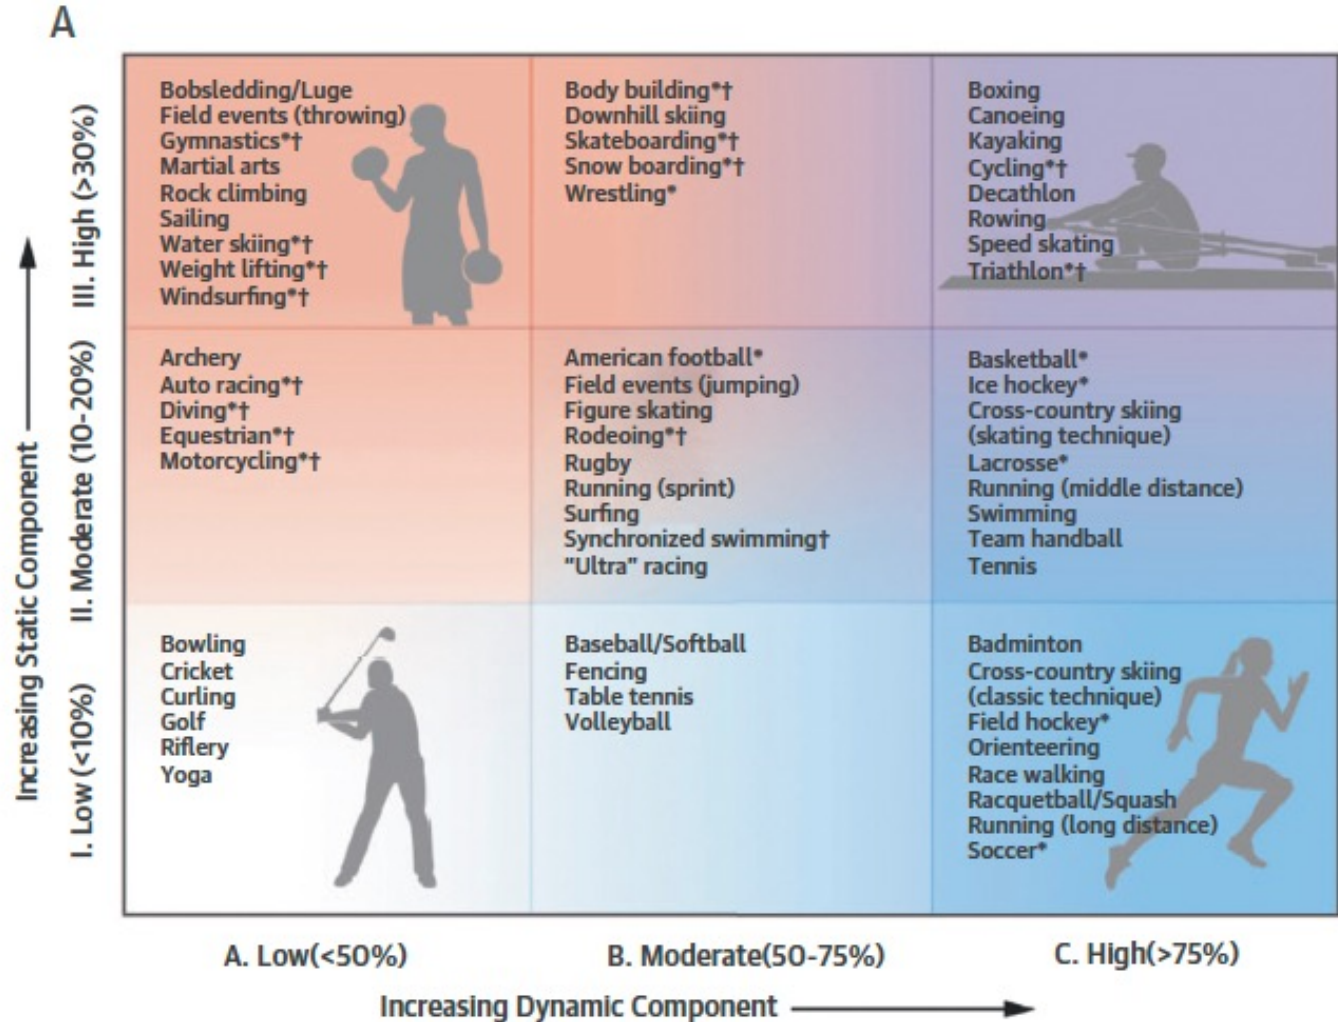 A
Bobsledding/Luge
Field events (throwing)
Gymnastics*†
Martial arts
Rock climbing
Sailing
Water skiing*†
Weight lifting*†
Windsurfing*†
Body building*†
Downhill skiing
Skateboarding*†
Snow boarding*†
Wrestling*
Boxing
Canoeing
Kayaking
Cycling*†
Decathlon
Rowing
Speed skating
Triathlon*†
III. High (>30%)
Archery
Auto racing*†
Diving*†
Equestrian*†
Motorcycling*†
American football*
Field events (jumping)
Figure skating
Rodeoing*†
Rugby
Running (sprint)
Surfing
Synchronized swimming†
"Ultra" racing
Basketball*
Ice hockey*
Cross-country skiing
(skating technique)
Lacrosse*
Running (middle distance)
Swimming
Team handball
Tennis
II. Moderate (10-20%)
Increasing Static Component
Bowling
Cricket
Curling
Golf
Riflery
Yoga
Baseball/Softball
Fencing
Table tennis
Volleyball
Badminton
Cross-country skiing
(classic technique)
Field hockey*
Orienteering
Race walking
Racquetball/Squash
Running (long distance)
Soccer*
I. Low (<10%)
A. Low(<50%)
B. Moderate(50-75%)
C. High(>75%)
Increasing Dynamic Component